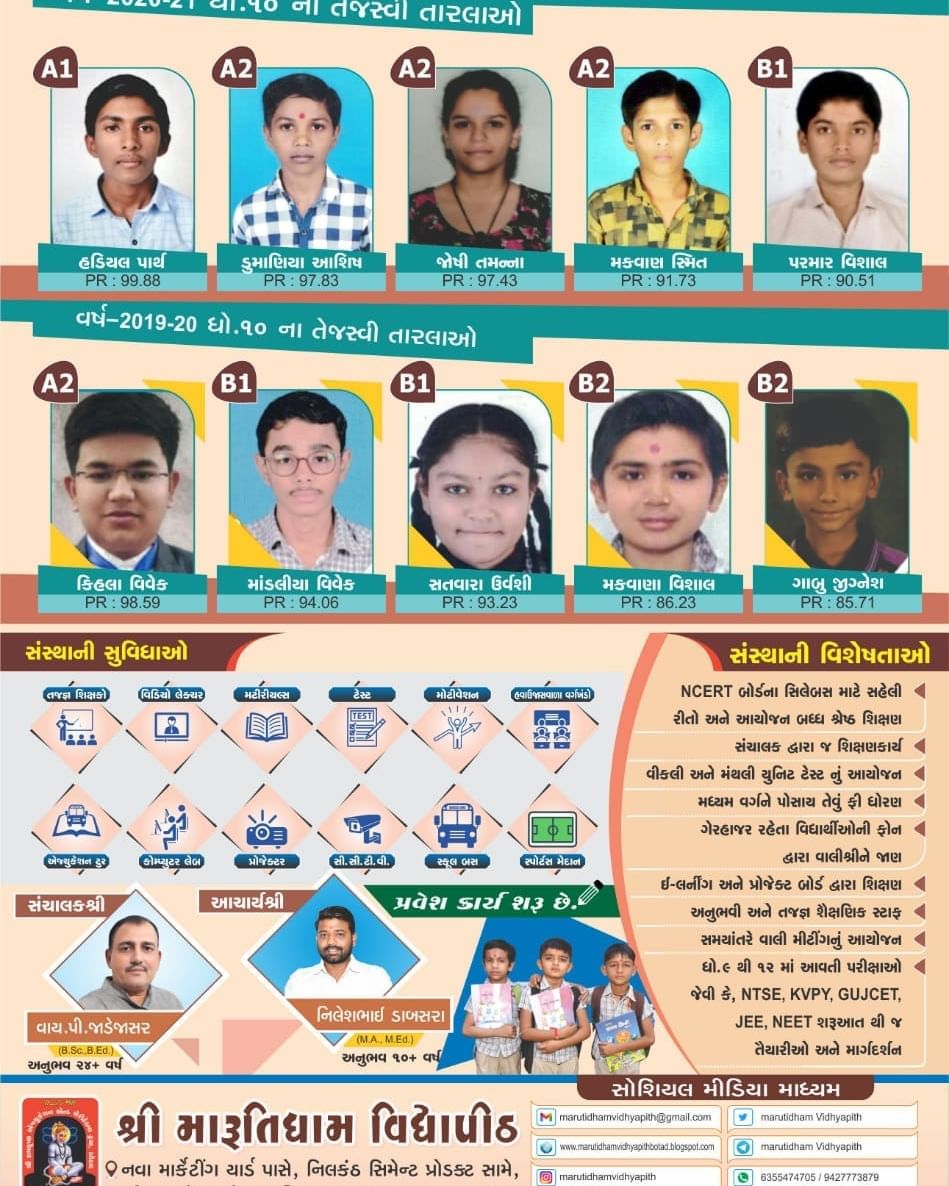 વર્ષ-2020-21 ધો.૧૦ ના તેજસ્વી તારલાઓ
A1 A2 A2 A2 B1
હડિયલ પાર્થ ડુમાણિયા આશિષ જોષી તમન્ના મકવાણ સ્મિત પરમાર વિશાલ
PR : 99.88 PR : 97.83 PR : 97.43 PR : 91.73 PR : 90.51
વર્ષ-2019-20 ધો.૧૦ ના તેજસ્વી તારલાઓ
A2 B1 B1 B2 B2
કિહલા વિવેક માંડલીયા વિવેક સતવારા ઉર્વશી મકવાણા વિશાલ ગાબુ જીગ્નેશ
PR : 98.59 PR : 94.06 PR : 93.23 PR : 86.23 PR : 85.71
સંસ્થાની સુવિધાઓ
તજજ્ઞ શિક્ષકો વિડિયો લેક્ચર મટીરીયલ્સ ટેસ્ટ મોટીવેશન હવાઉજાસવાળા વર્ગખંડો
TEST
એજ્યુકેશન ટુર કોમ્પ્યુટર લેબ પ્રોજેક્ટર સી.સી.ટી.વી. સ્કૂલ બસ સ્પોર્ટસ મેદાન
સંસ્થાની વિશેષતાઓ
NCERT બોર્ડના સિલેબસ માટે સહેલી
રીતો અને આયોજન બધ્ધ શ્રેષ્ઠ શિક્ષણ
સંચાલક દ્વારા જ શિક્ષણકાર્ય
વીકલી અને મંથલી યુનિટ ટેસ્ટ નું આયોજન
મધ્યમ વર્ગને પોસાય તેવું ફી ધોરણ
ગેરહાજર રહેતા વિદ્યાર્થીઓની ફોન
દ્વારા વાલીશ્રીને જાણ
ઈ-લર્નીંગ અને પ્રોજેક્ટ બોર્ડ દ્વારા શિક્ષણ
અનુભવી અને તજજ્ઞ શૈક્ષણિક સ્ટાફ
સમયાંતરે વાલી મીટીંગનું આયોજન
ધો.૯ થી ૧૨ માં આવતી પરીક્ષાઓ
જેવી કે, NTSE, KVPY, GUJCET,
JEE, NEET શરૂઆત થી જ
તૈયારીઓ અને માર્ગદર્શન
સંચાલકશ્રી
વાય.પી.જાડેજાસર
(B.Sc.,B.Ed.)
અનુભવ ૨૪+ વર્ષ
આચાર્યશ્રી
નિલેશભાઈ ડાબસરા
(M.A., M.Ed.)
અનુભવ ૧૦+ વર્ષ
પ્રવેશ કાર્ય શરૂ છે.
શ્રી મારૂતિધામ વિદ્યાપીઠ
નવા માર્કેટીંગ યાર્ડ પાસે, નિલકંઠ સિમેન્ટ પ્રોડક્ટ સામે,
સોશિયલ મીડિયા માધ્યમ
marutidhamvidhyapith@gmail.com marutidham Vidhyapith
www.marutidhamvidhyapithbotad.blogspot.com marutidham Vidhyapith
marutidhamvidhyapith 6355474705 / 9427773879